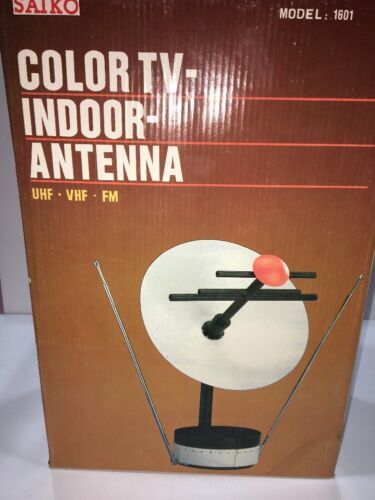 SAIKO
MODEL: 1601
COLOR TV-
INDOOR-
ANTENNA
UHF · VHF · FM